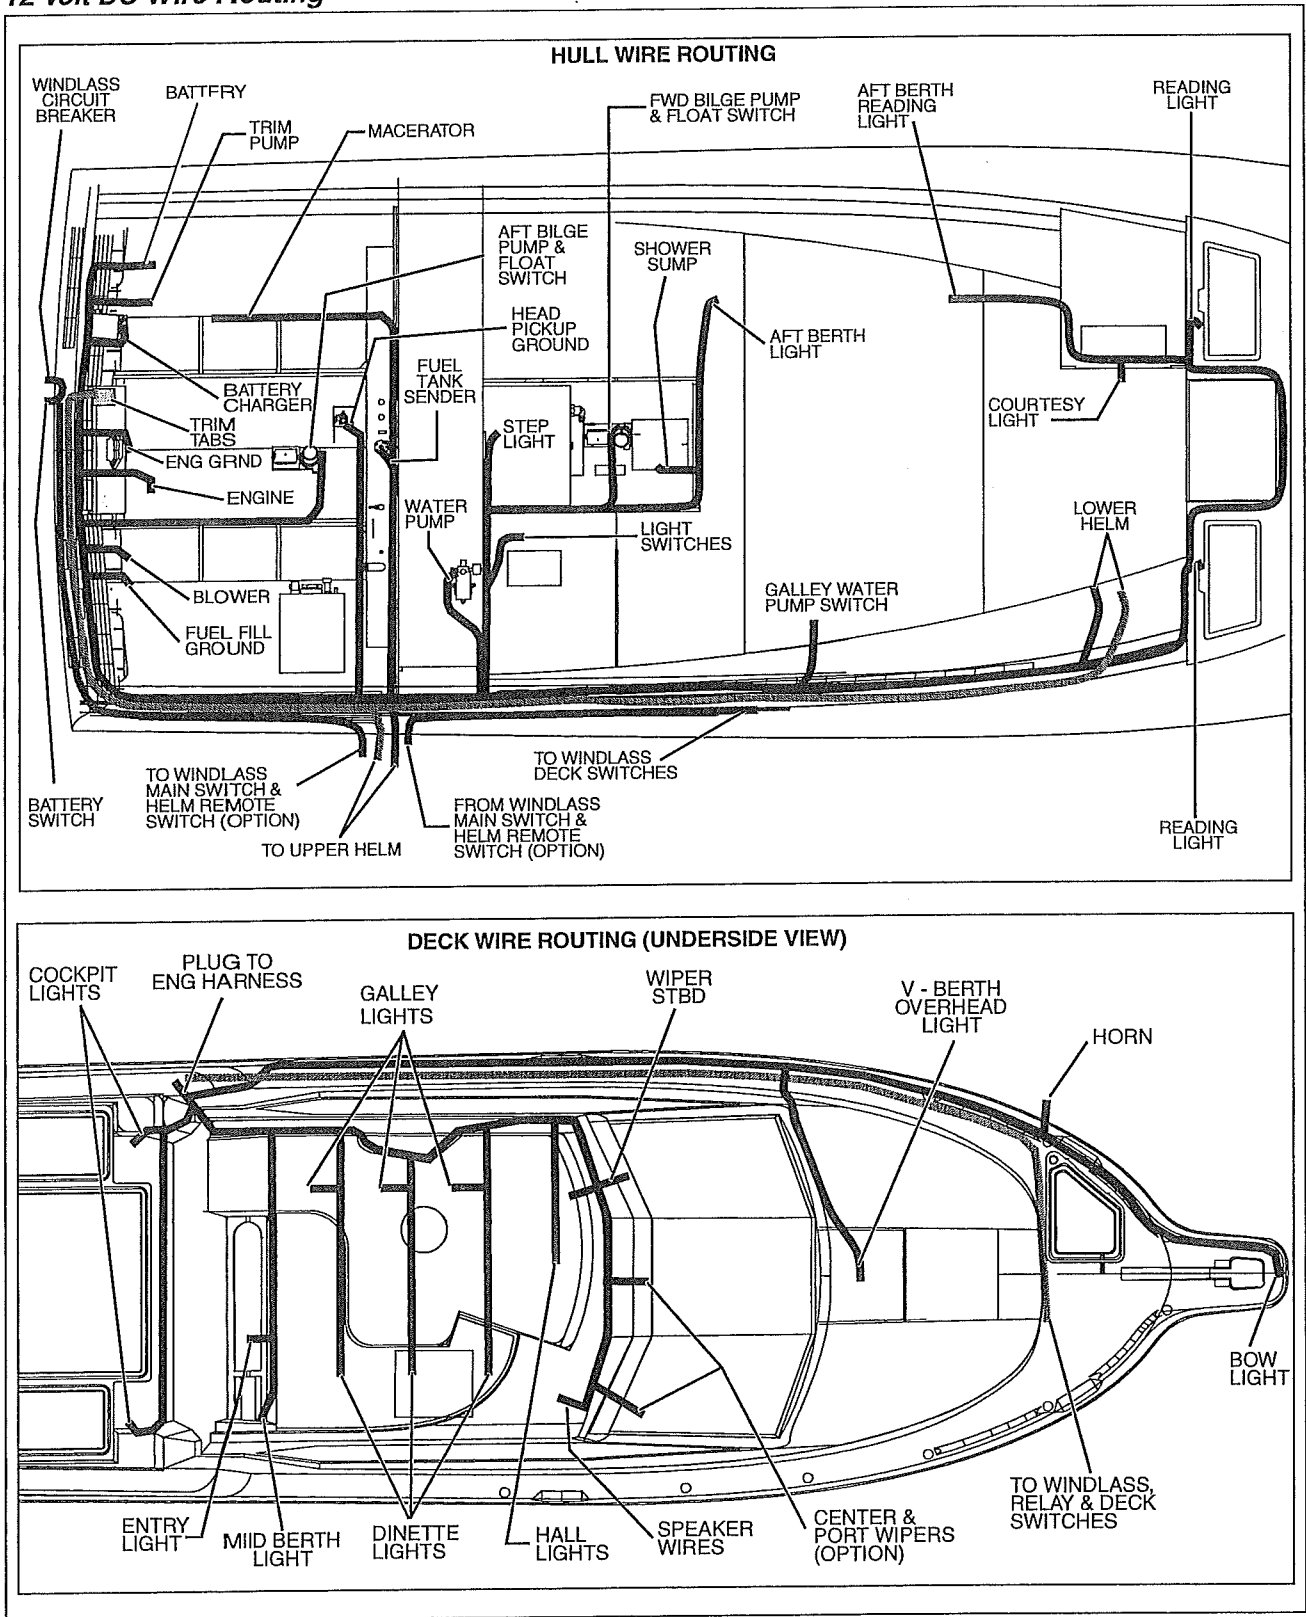 12 Volt DC Wire Routing
HULL WIRE ROUTING
WINDLASS
CIRCUIT
BREAKER
BATTFRY
TRIM
PUMP
MACERATOR
FWD BILGE PUMP
& FLOAT SWITCH
AFT BERTH
READING
LIGHT
READING
LIGHT
AFT BILGE
PUMP &
FLOAT
SWITCH
SHOWER
SUMP
HEAD
PICKUP
GROUND
AFT BERTH
LIGHT
FUEL
TANK
SENDER
BATTERY
CHARGER
TRIM
TABS
STEP
LIGHT
COURTESY
LIGHT
ENG GRND
ENGINE
WATER
PUMP
LIGHT
SWITCHES
LOWER
HELM
BLOWER
GALLEY WATER
PUMP SWITCH
FUEL FILL
GROUND
TO WINDLASS
DECK SWITCHES
TO WINDLASS
MAIN SWITCH &
HELM REMOTE
SWITCH (OPTION)
BATTERY
SWITCH
FROM WINDLASS
MAIN SWITCH &
HELM REMOTE
SWITCH (OPTION)
TO UPPER HELM
READING
LIGHT
DECK WIRE ROUTING (UNDERSIDE VIEW)
COCKPIT
LIGHTS
PLUG TO
ENG HARNESS
GALLEY
LIGHTS
WIPER
STBD
V - BERTH
OVERHEAD
LIGHT
HORN
BOW
LIGHT
ENTRY
LIGHT
MIID BERTH
LIGHT
DINETTE
LIGHTS
HALL
LIGHTS
SPEAKER
WIRES
CENTER &
PORT WIPERS
(OPTION)
TO WINDLASS,
RELAY & DECK
SWITCHES